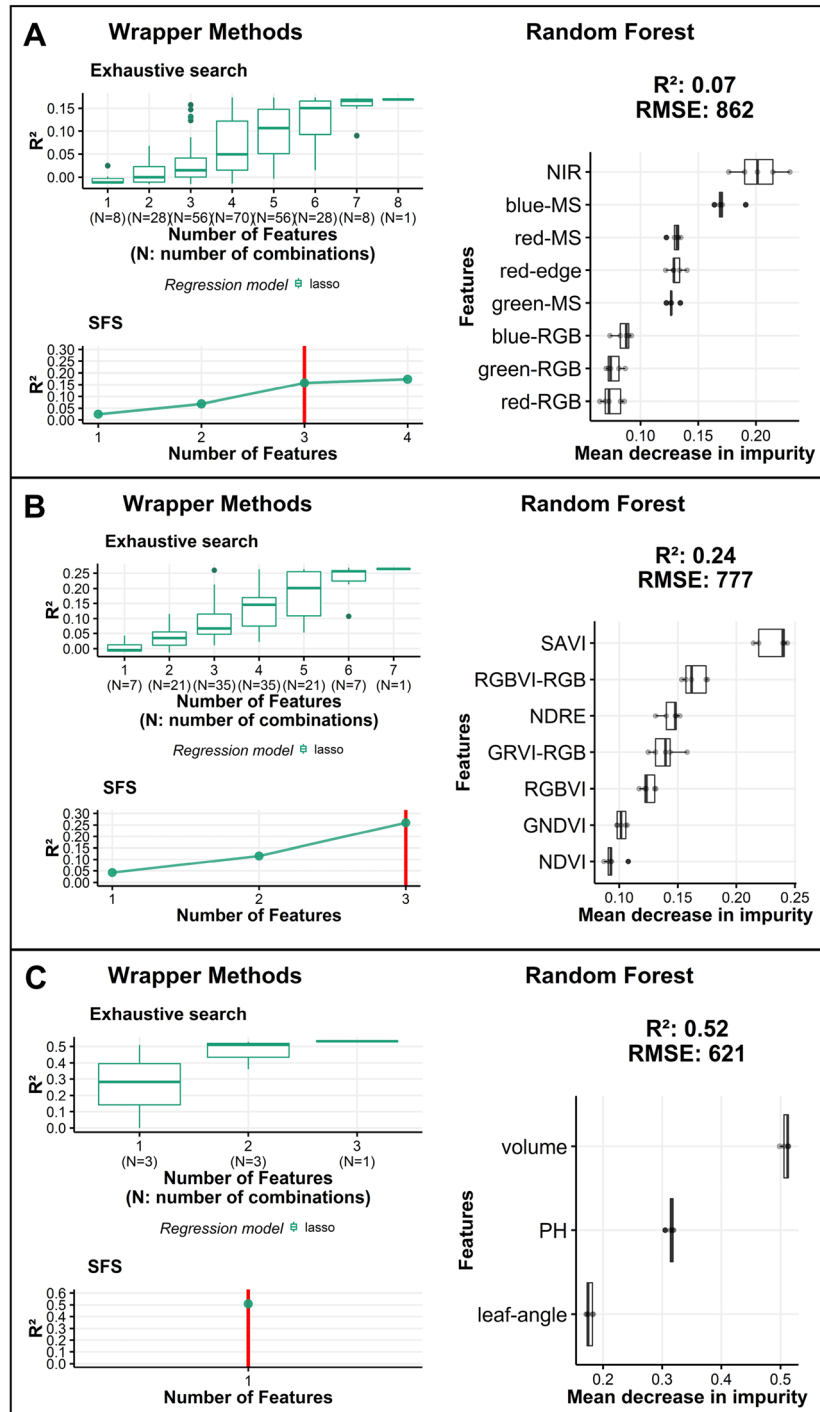 A
Wrapper Methods
Exhaustive search
R²
0.15
0.10
0.05
0.00
1 2 3 4 5 6 7 8
(N=8) (N=28) (N=56) (N=70) (N=56) (N=28) (N=8) (N=1)
Number of Features
(N: number of combinations)
Regression model lasso
SFS
R²
0.30
0.25
0.20
0.15
0.10
0.05
0.00
1 2 3 4
Number of Features
Random Forest
R²: 0.07
RMSE: 862
Features
NIR
blue-MS
red-MS
red-edge
green-MS
blue-RGB
green-RGB
red-RGB
0.10 0.15 0.20
Mean decrease in impurity
B
Wrapper Methods
Exhaustive search
R²
0.25
0.20
0.15
0.10
0.05
0.00
1 2 3 4 5 6 7
(N=7) (N=21) (N=35) (N=35) (N=21) (N=7) (N=1)
Number of Features
(N: number of combinations)
Regression model lasso
SFS
R²
0.30
0.25
0.20
0.15
0.10
0.05
0.00
1 2 3
Number of Features
Random Forest
R²: 0.24
RMSE: 777
Features
SAVI
RGBVI-RGB
NDRE
GRVI-RGB
RGBVI
GNDVI
NDVI
0.10 0.15 0.20 0.25
Mean decrease in impurity
C
Wrapper Methods
Exhaustive search
R²
0.5
0.4
0.3
0.2
0.1
0.0
1 2 3
(N=3) (N=3) (N=1)
Number of Features
(N: number of combinations)
Regression model lasso
SFS
R²
0.6
0.5
0.4
0.3
0.2
0.1
0.0
1
Number of Features
Random Forest
R²: 0.52
RMSE: 621
Features
volume
PH
leaf-angle
0.2 0.3 0.4 0.5
Mean decrease in impurity